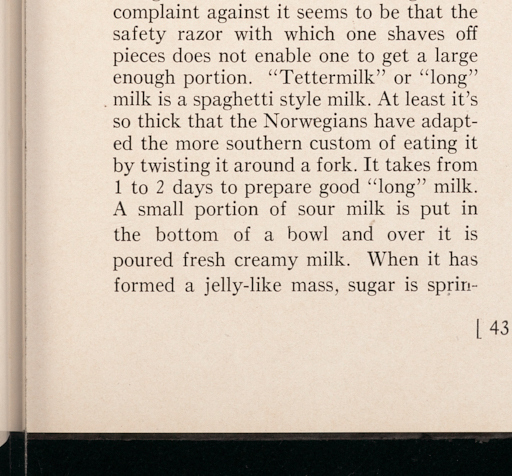 complaint against it seems to be that the
safety razor with which one shaves off
pieces does not enable one to get a large
enough portion. “Tettermilk” or “long”
milk is a spaghetti style milk. At least it’s
so thick that the Norwegians have adapt-
ed the more southern custom of eating it
by twisting it around a fork. It takes from
1 to 2 days to prepare good “long” milk.
A small portion of sour milk is put in
the bottom of a bowl and over it is
poured fresh creamy milk. When it has
formed a jelly-like mass, sugar is sprin-
[ 43